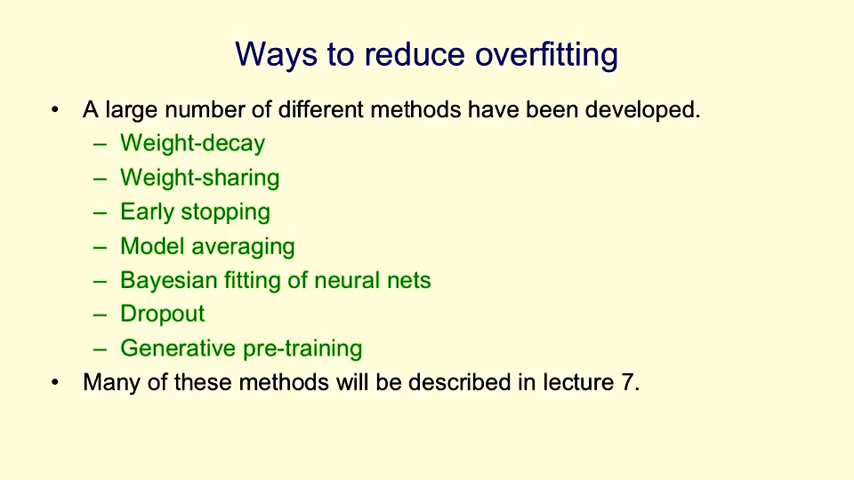 Ways to reduce overfitting
• A large number of different methods have been developed.
– Weight-decay
– Weight-sharing
– Early stopping
– Model averaging
– Bayesian fitting of neural nets
– Dropout
– Generative pre-training
• Many of these methods will be described in lecture 7.